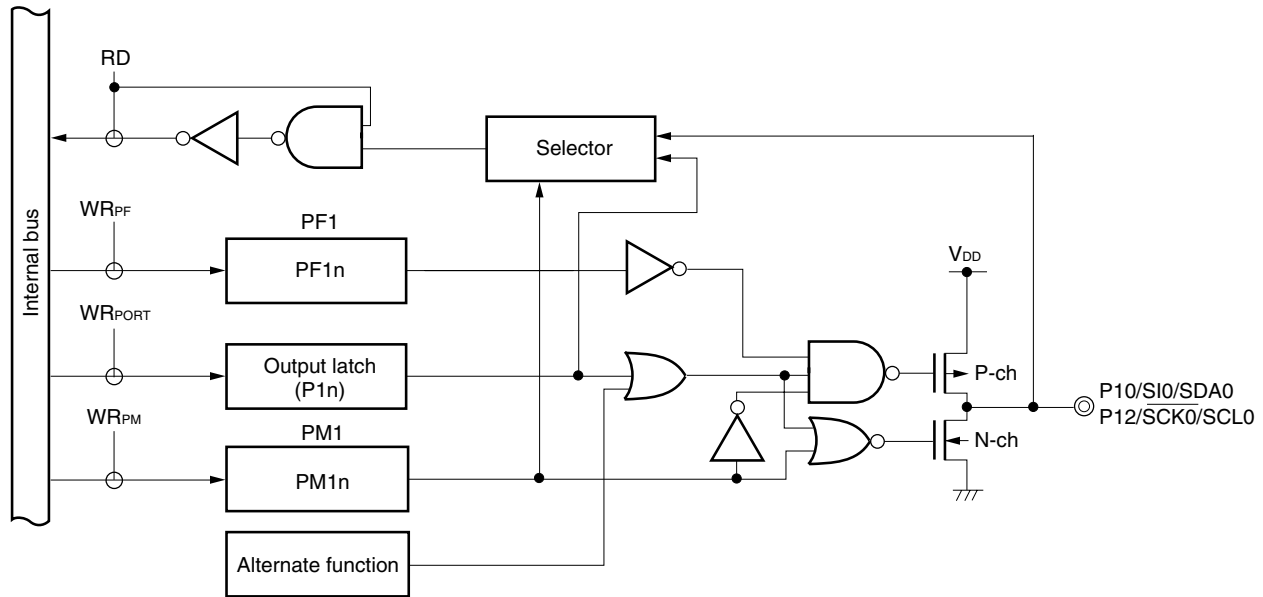 RD
Selector
Internal bus
WRPF
PF1
PF1n
VDD
WRPORT
Output latch
(P1n)
P-ch
P10/SI0/SDA0
P12/SCK0/SCL0
WRPM
PM1
N-ch
PM1n
Alternate function